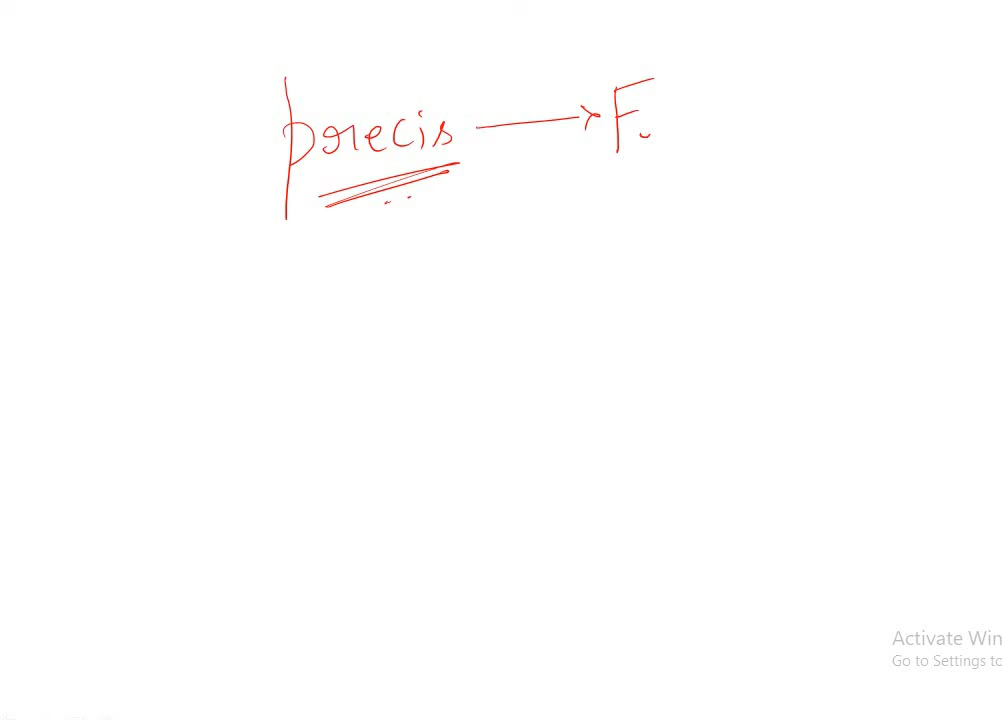 precis → F.
Activate Win
Go to Settings to